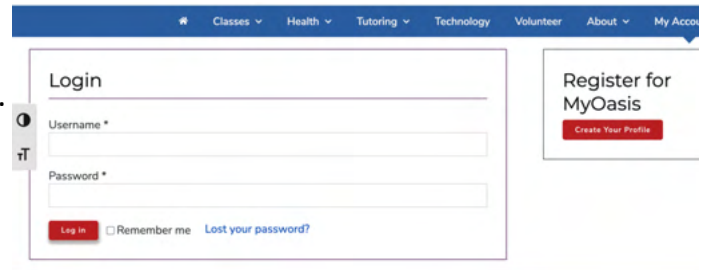 Classes Health Tutoring Technology Volunteer About My Accou
Login
Username *
Password *
Log in Remember me Lost your password?
Register for
MyOasis
Create Your Profile
TT